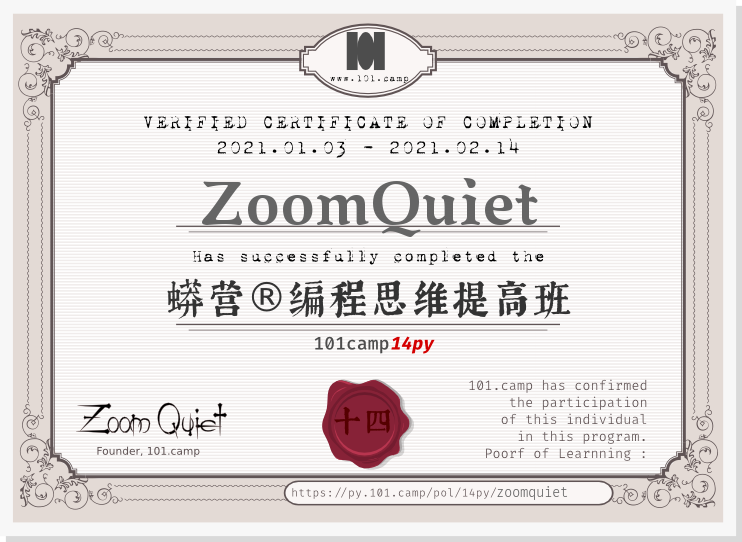 www.101.camp
VERIFIED CERTIFICATE OF COMPLETION
2021.01.03 - 2021.02.14
ZoomQuiet
Has successfully completed the
蟒营®编程思维提高班
101camp14py
Zoom Quiet
Founder, 101.camp
十四
101.camp has confirmed
the participation
of this individual
in this program.
Poorf of Learnning :
https://py.101.camp/pol/14py/zoomquiet